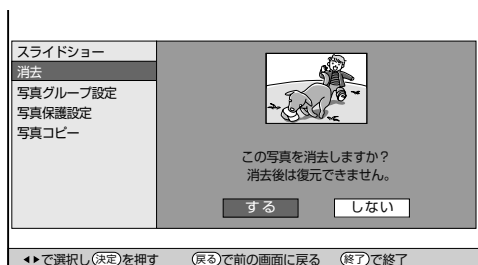 スライドショー
消去
写真グループ設定
写真保護設定
写真コピー
この写真を消去しますか？
消去後は復元できません。
する
しない
で選択し決定を押す
戻るで前の画面に戻る
終了で終了